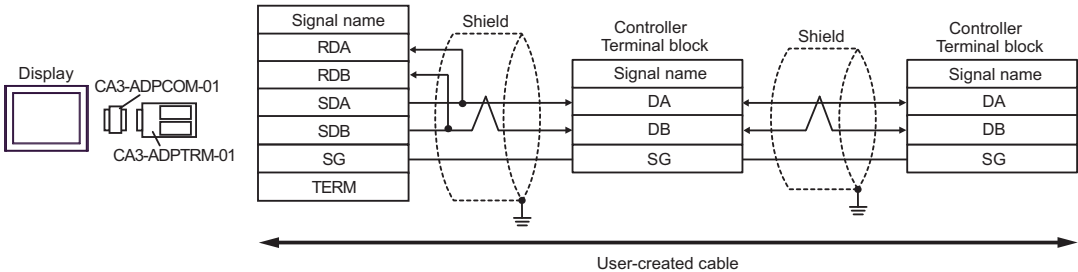 Display
CA3-ADPCOM-01
CA3-ADPTRM-01
Signal name
RDA
RDB
SDA
SDB
SG
TERM
Shield
Controller
Terminal block
Signal name
DA
DB
SG
Shield
Controller
Terminal block
Signal name
DA
DB
SG
User-created cable